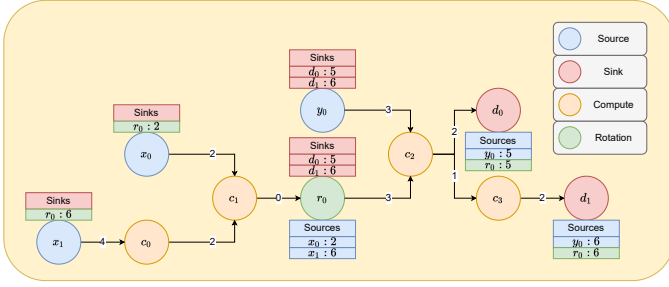 Sinks
d₀ : 5
d₁ : 6
y₀
3
Source
Sink
Compute
Rotation
Sinks
r₀ : 2
x₀
2
d₀
2
Sources
y₀ : 5
r₀ : 5
c₂
1
Sinks
d₀ : 5
d₁ : 6
Sinks
r₀ : 6
c₁
0
r₀
3
c₃
2
d₁
x₁
4
c₀
2
Sources
x₀ : 2
x₁ : 6
Sources
y₀ : 6
r₀ : 6